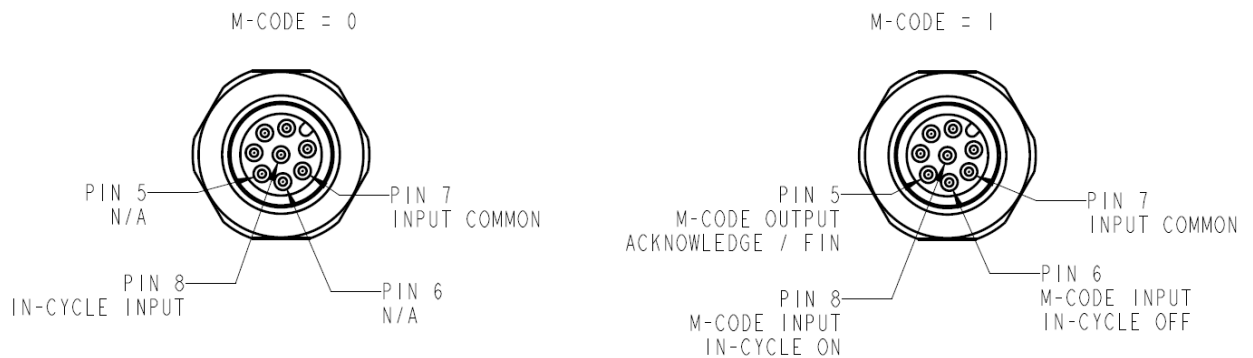 M-CODE = 0
PIN 5
N/A
PIN 7
INPUT COMMON
PIN 8
IN-CYCLE INPUT
PIN 6
N/A
M-CODE = 1
PIN 5
M-CODE OUTPUT
ACKNOWLEDGE / FIN
PIN 7
INPUT COMMON
PIN 8
M-CODE INPUT
IN-CYCLE ON
PIN 6
M-CODE INPUT
IN-CYCLE OFF